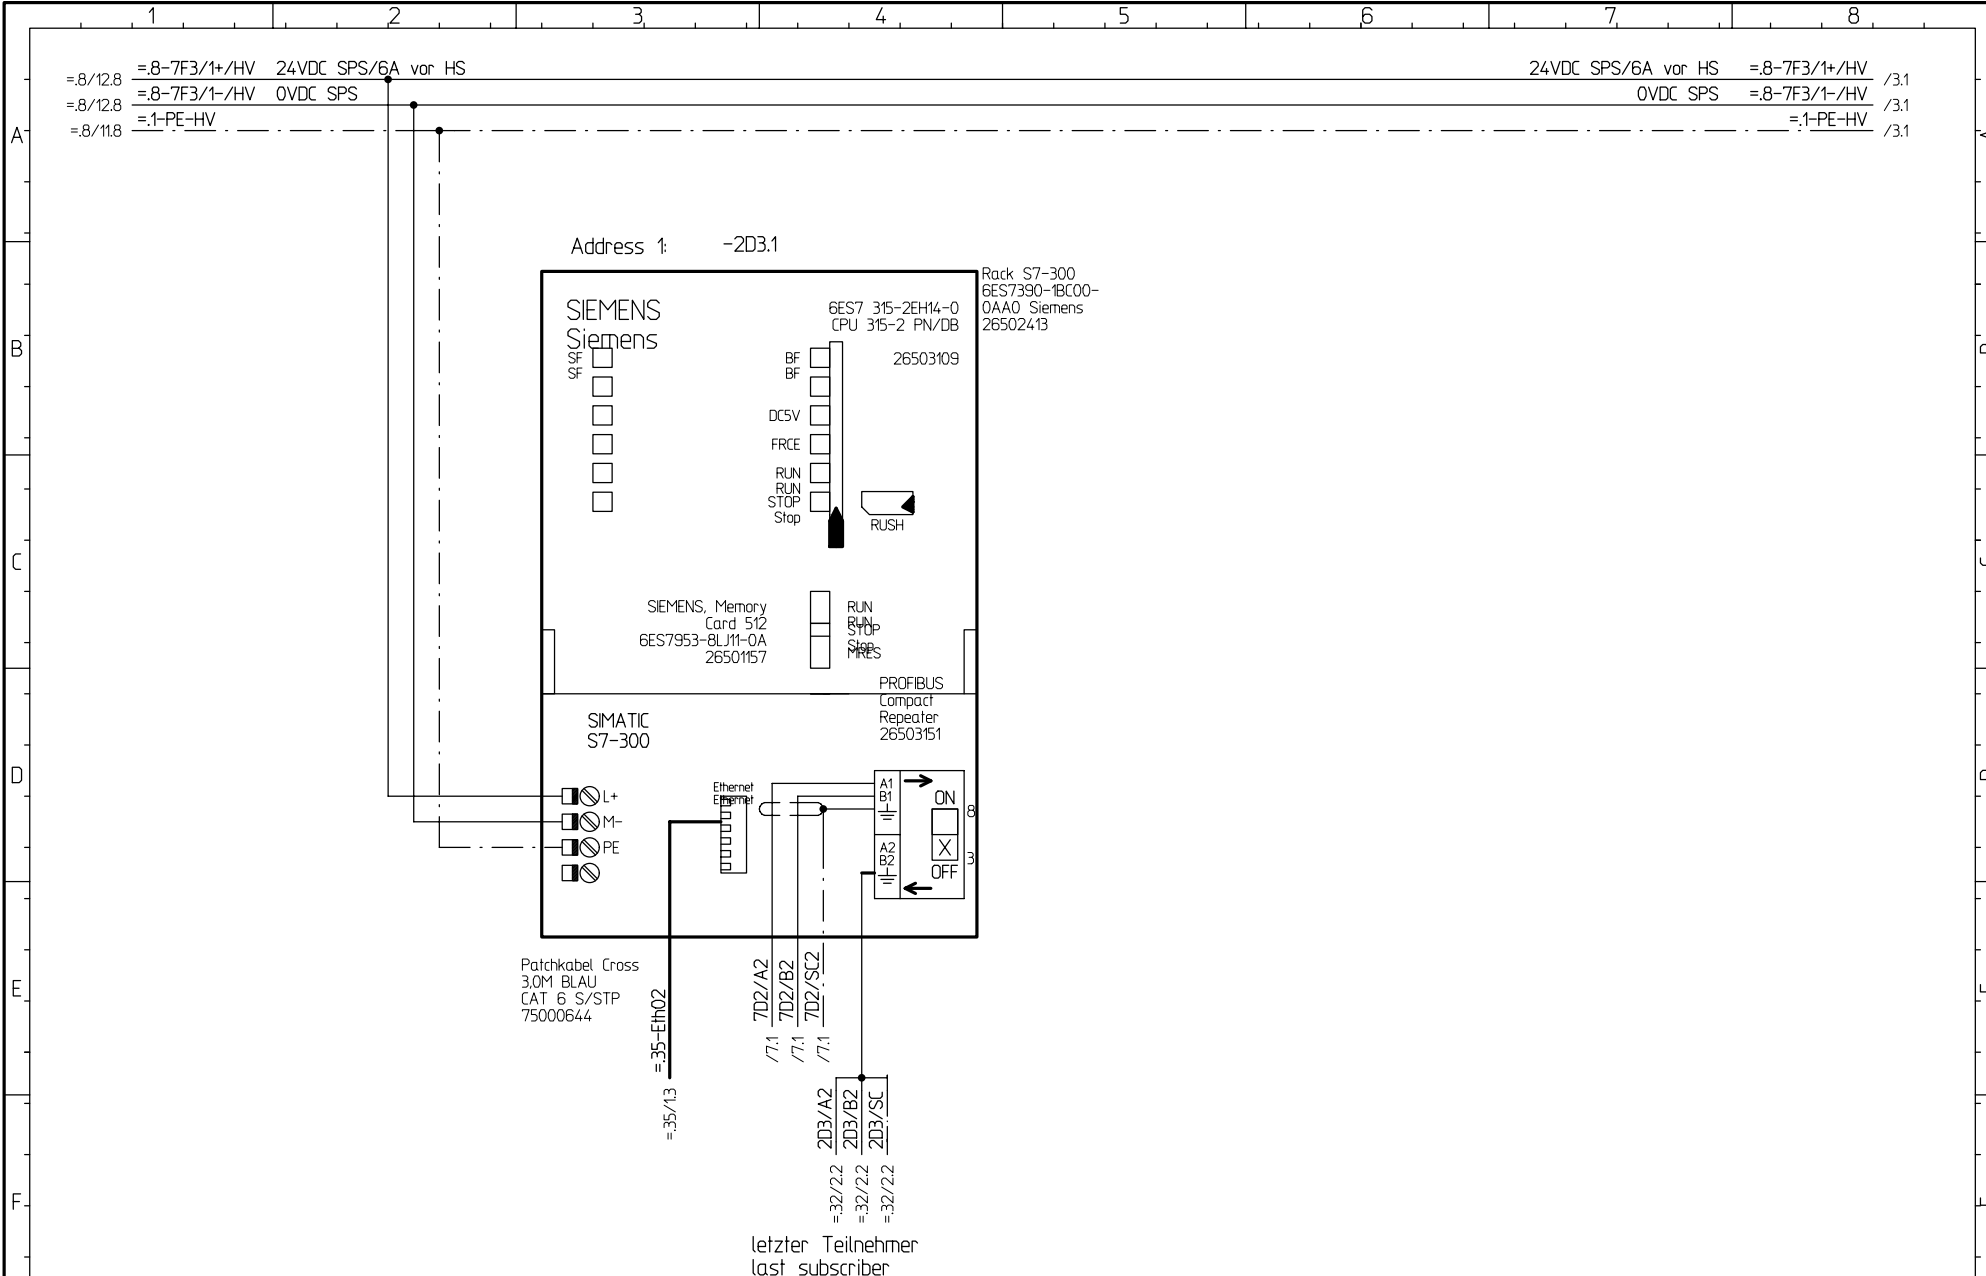 1 2 3 4 5 6 7 8
=.8/12.8 =.8-7F3/1+/HV 24VDC SPS/6A vor HS 24VDC SPS/6A vor HS =.8-7F3/1+/HV /3.1
=.8/12.8 =.8-7F3/1-/HV 0VDC SPS 0VDC SPS =.8-7F3/1-/HV /3.1
=.8/11.8 =.1-PE-HV =.1-PE-HV /3.1
A
B
C
D
E
F
Address 1: -2D3.1
Rack S7-300
6ES7390-1BC00-
0AA0 Siemens
26502413
SIEMENS
Siemens
6ES7 315-2EH14-0
CPU 315-2 PN/DB
26503109
SF
SF
BF
BF
DC5V
FRCE
RUN
RUN
STOP
Stop
RUSH
SIEMENS, Memory
Card 512
6ES7953-8LJ11-0A
26501157
RUN
RUN
STOP
Stop
MRES
PROFIBUS
Compact
Repeater
26503151
SIMATIC
S7-300
L+
M-
PE
Ethernet
Ethernet
A1
B1
A2
B2
ON
X
OFF
8
3
Patchkabel Cross
3,0M BLAU
CAT 6 S/STP
75000644
=.35-Eth02
=.35/1.3
7D2/A2
7D2/B2
7D2/SC2
/7.1
/7.1
/7.1
2D3/A2
2D3/B2
2D3/SC
=.32/2.2
=.32/2.2
=.32/2.2
letzter Teilnehmer
last subscriber